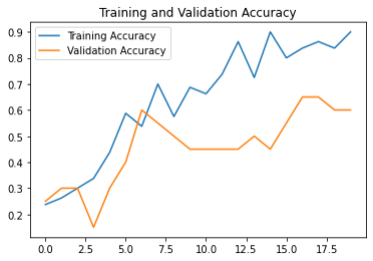 Training and Validation Accuracy
Training Accuracy
Validation Accuracy
0.9
0.8
0.7
0.6
0.5
0.4
0.3
0.2
0.0 2.5 5.0 7.5 10.0 12.5 15.0 17.5